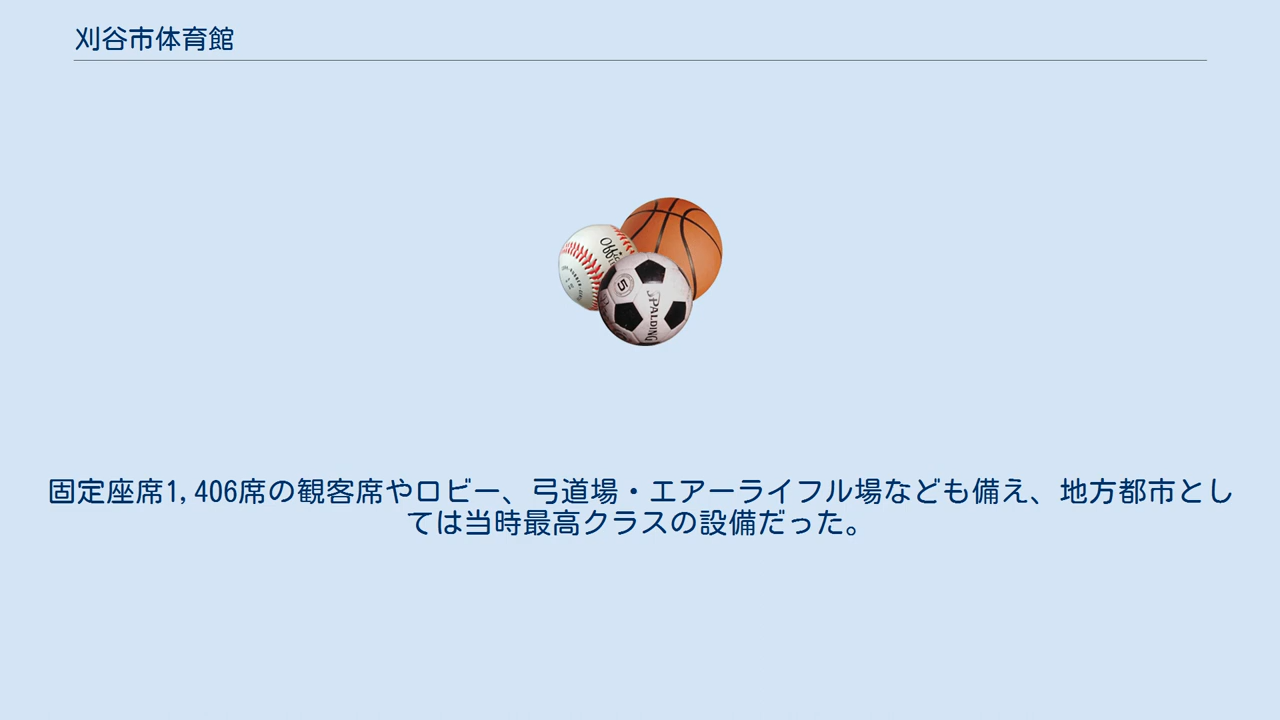 刈谷市体育館
Offic
5
SPALDING
固定座席1,406席の観客席やロビー、弓道場・エアーライフル場なども備え、地方都市とし
ては当時最高クラスの設備だった。